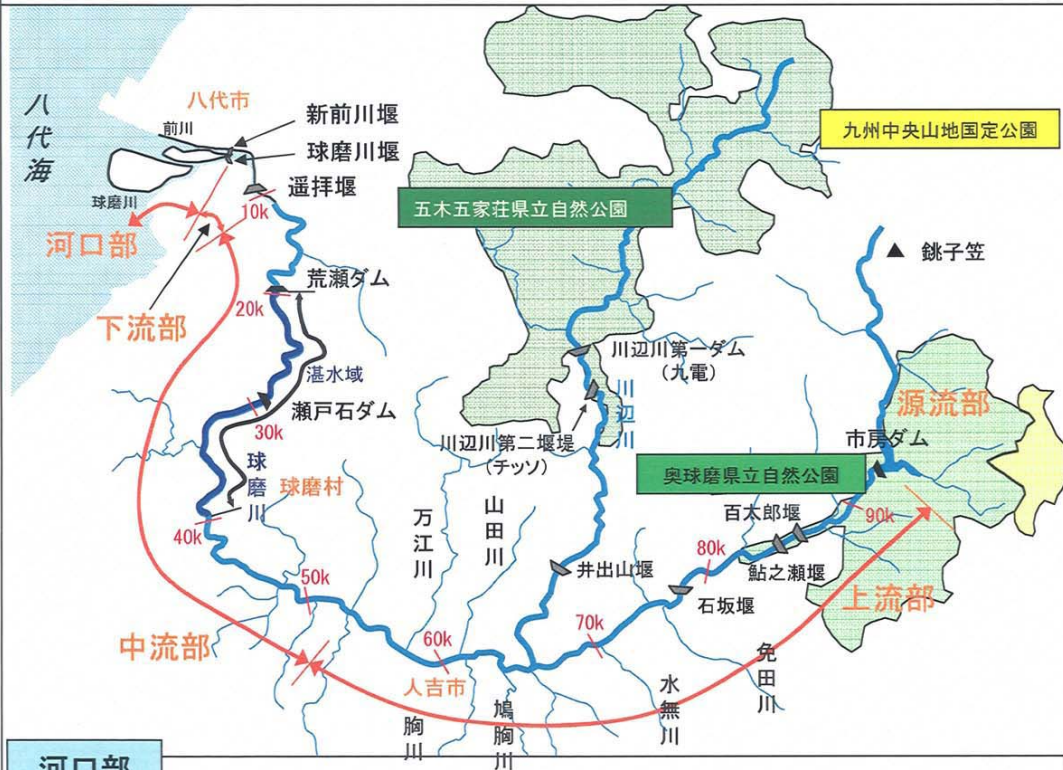 八代海
八代市
前川
新前川堰
球磨川堰
遥拝堰
球磨川
10k
河口部
下流部
荒瀬ダム
20k
湛水域
瀬戸石ダム
30k
球磨川
球磨村
40k
50k
中流部
60k
人吉市
万江川
山田川
胸川
鳩胸川
五木五家荘県立自然公園
九州中央山地国定公園
川辺川第一ダム
(九電)
川辺川
川辺川第二堰堤
(チッソ)
井出山堰
70k
水無川
免田川
石坂堰
80k
鮎之瀬堰
百太郎堰
90k
奥球磨県立自然公園
市房ダム
源流部
銚子笠
上流部
河口部